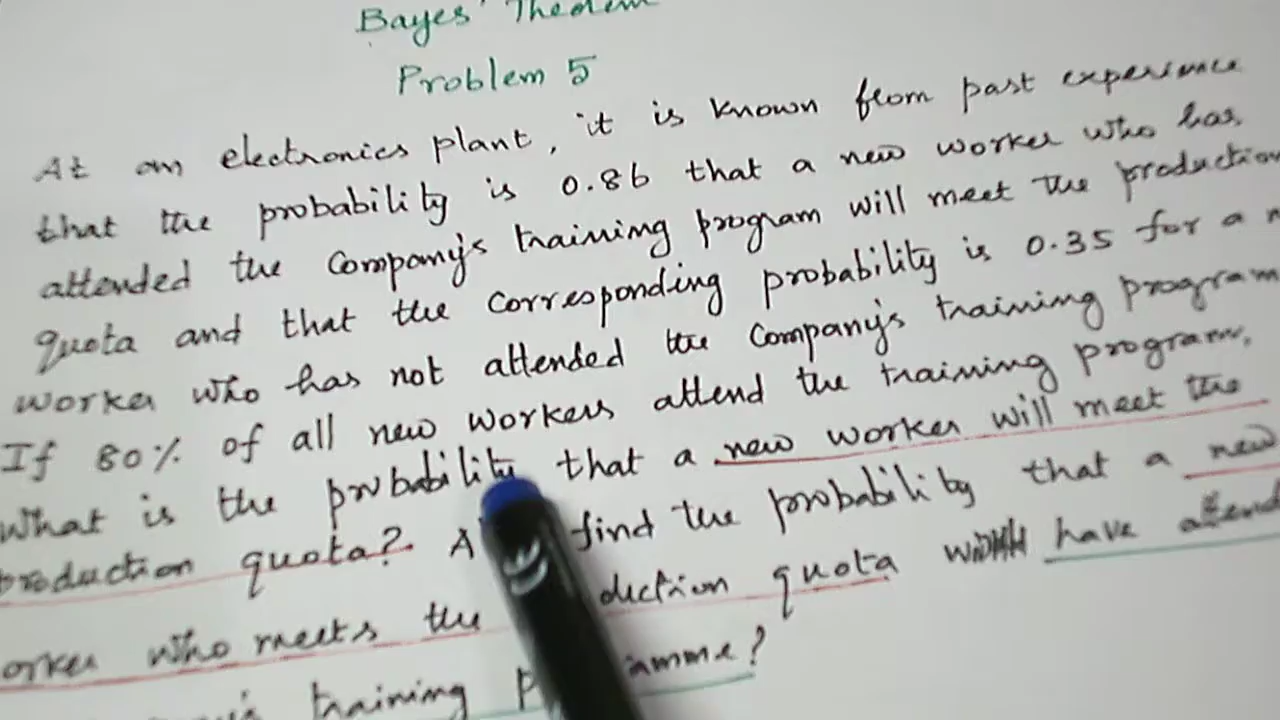 Bayes' Theorem
Problem 5
At an electronics plant, it is known from past experience
that the probability is 0.86 that a new worker who has
attended the Company's training program will meet the production
quota and that the corresponding probability is 0.35 for a
worker who has not attended the Company's training program
If 80% of all new workers attend the training program,
what is the probability that a new worker will meet the
production quota? find the probability that a new
orker who meets the duction quota have attend
training amme?